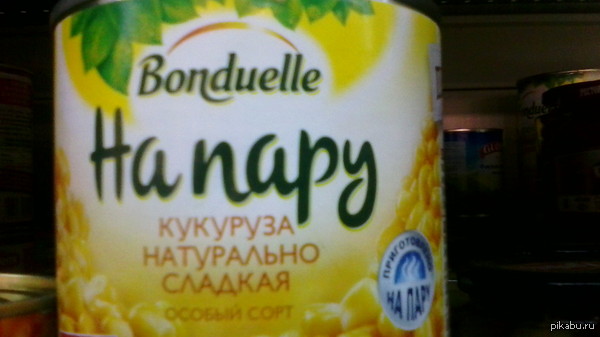 Bonduelle
На пару
КУКУРУЗА
НАТУРАЛЬНО
СЛАДКАЯ
ОСОБЫЙ СОРТ
ПРИГОТОВЛЕНО
НА ПАРУ
pikabu.ru